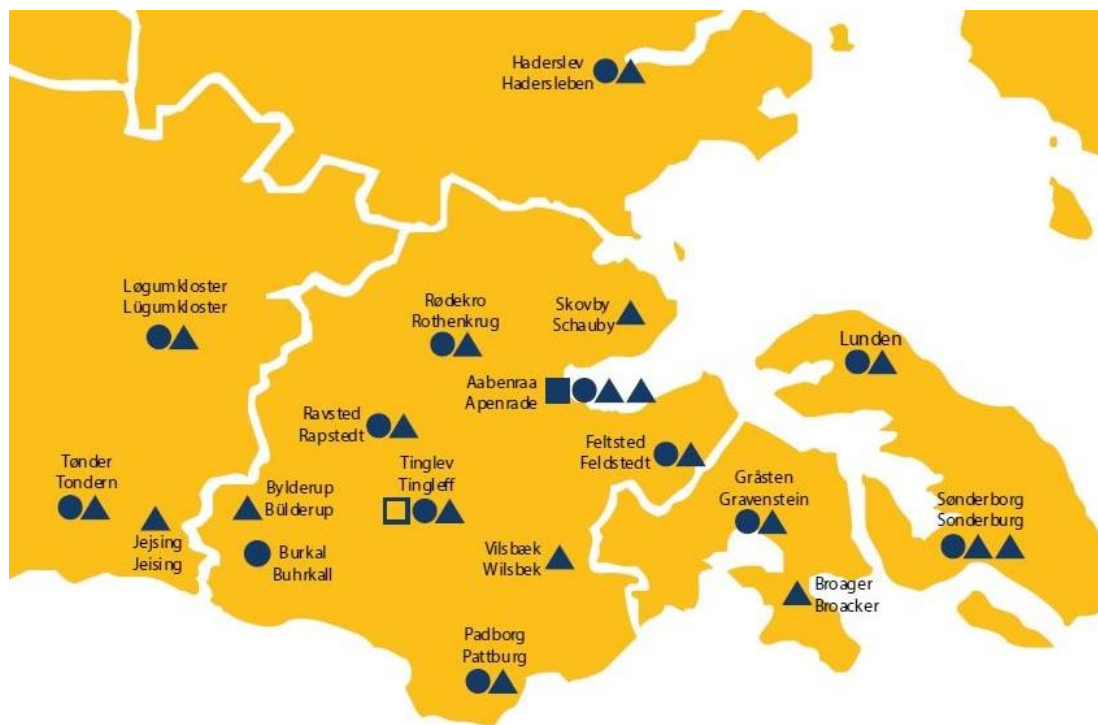 Haderslev
Hadersleben
Løgumkloster
Lügumkloster
Rødekro
Rothenkrug
Skovby
Schauby
Lunden
Aabenraa
Apenrade
Ravsted
Rapstedt
Feltsted
Feldstedt
Tønder
Tondern
Bylderup
Bülderup
Tinglev
Tingleff
Gråsten
Gravenstein
Sønderborg
Sonderburg
Jejsing
Jeising
Burkal
Buhrkall
Vilsbæk
Wilsbek
Broager
Broacker
Padborg
Pattburg